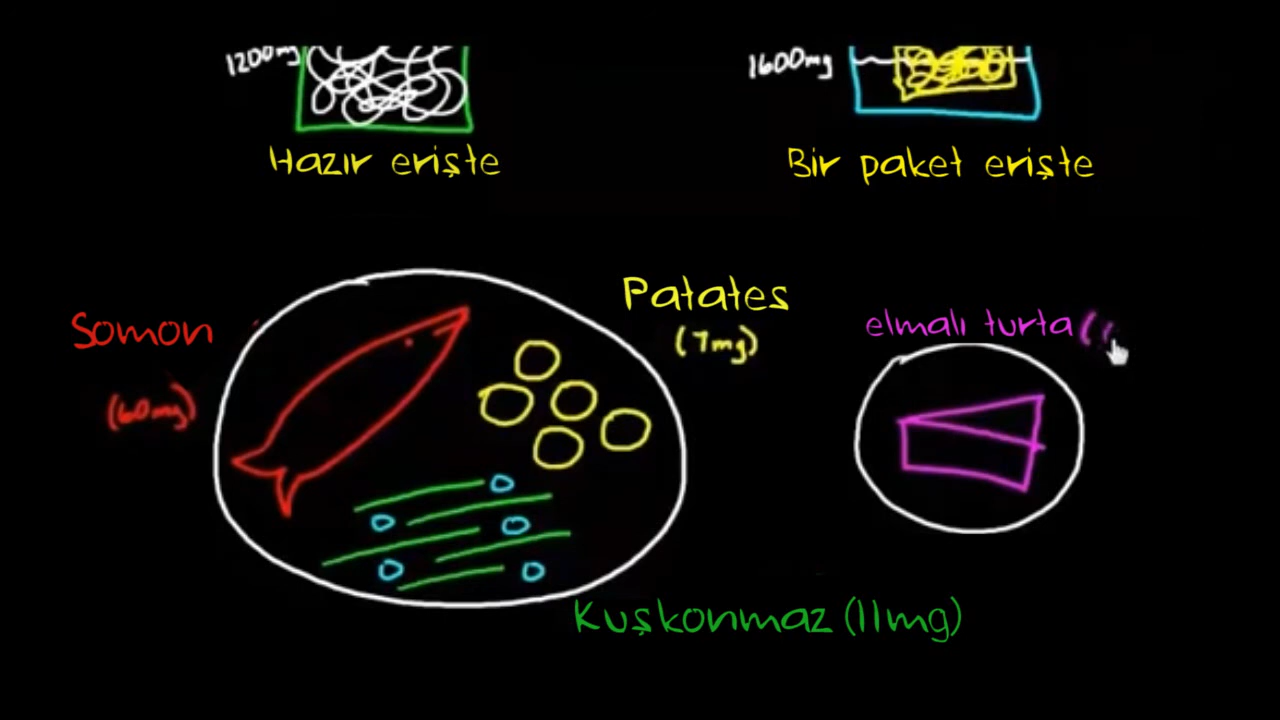 1200mg
1600mg
Hazır erişte
Bir paket erişte
Patates
(7mg)
Somon
(60mg)
elmalı turta (
Kuşkonmaz (11mg)